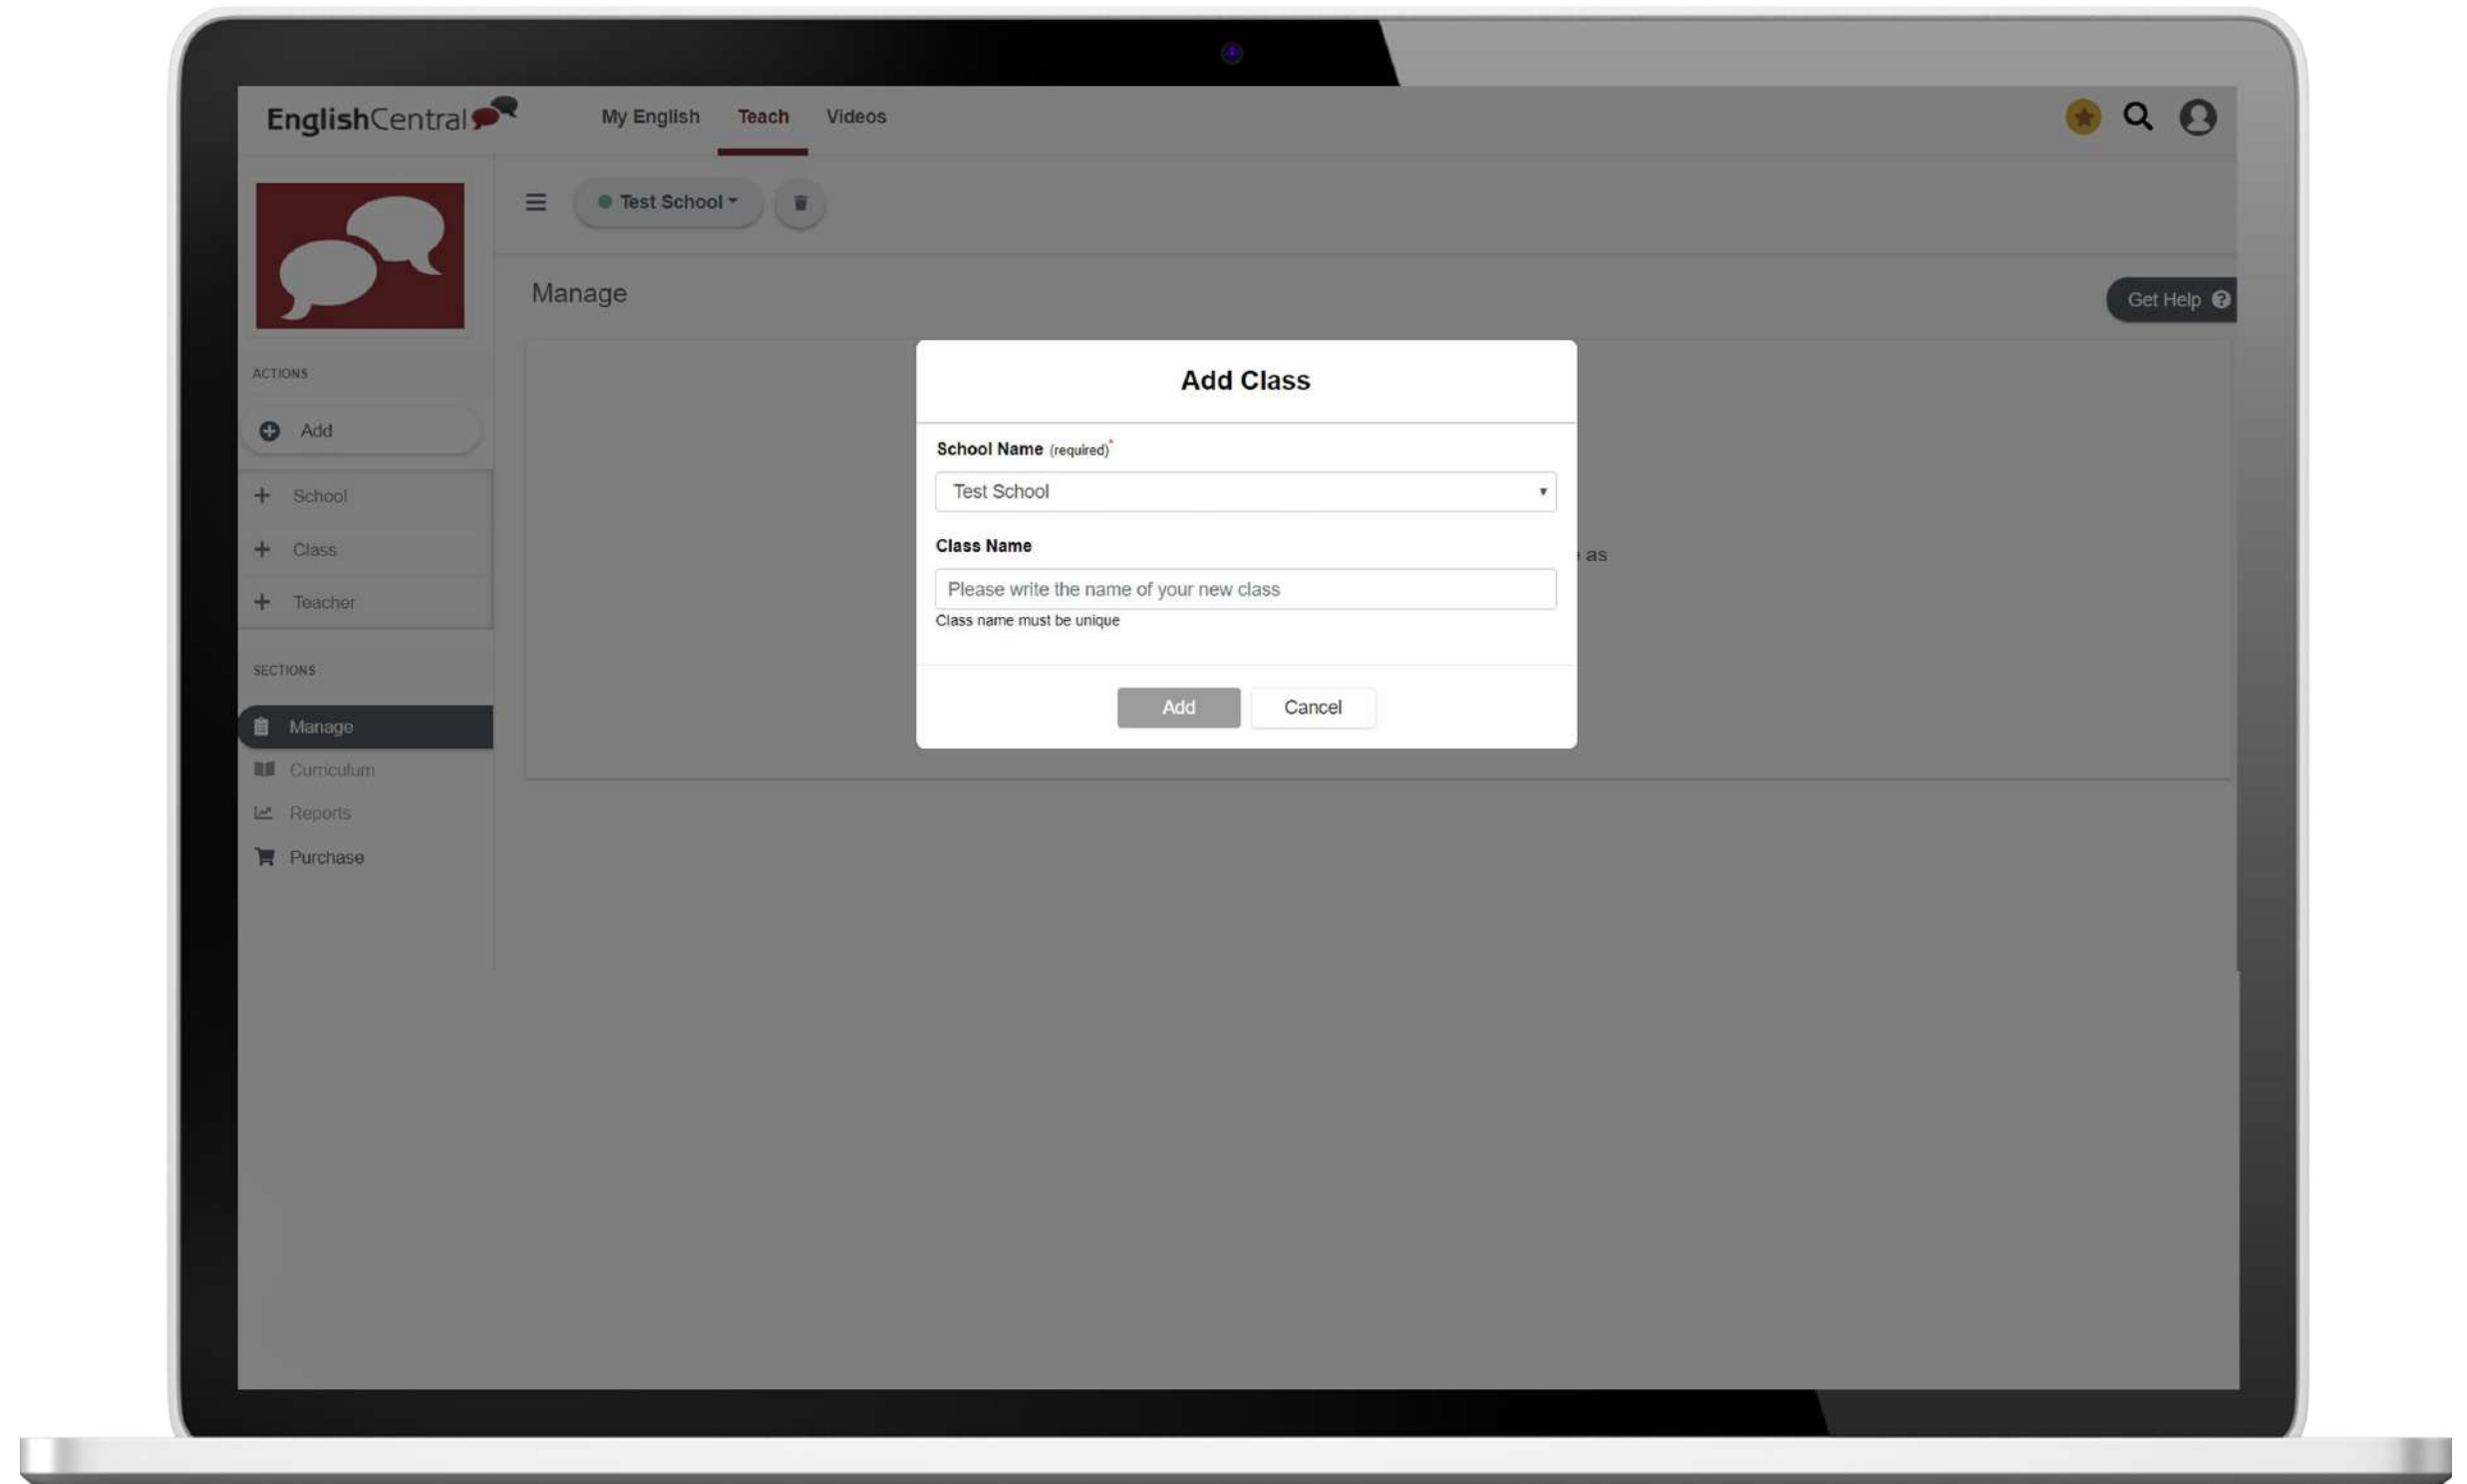 EnglishCentral
My English Teach Videos
Test School
Manage
Get Help
ACTIONS
Add
School
Class
Teacher
SECTIONS
Manage
Curriculum
Reports
Purchase
Add Class
School Name (required)*
Test School
Class Name
Please write the name of your new class
Class name must be unique
as
Add Cancel